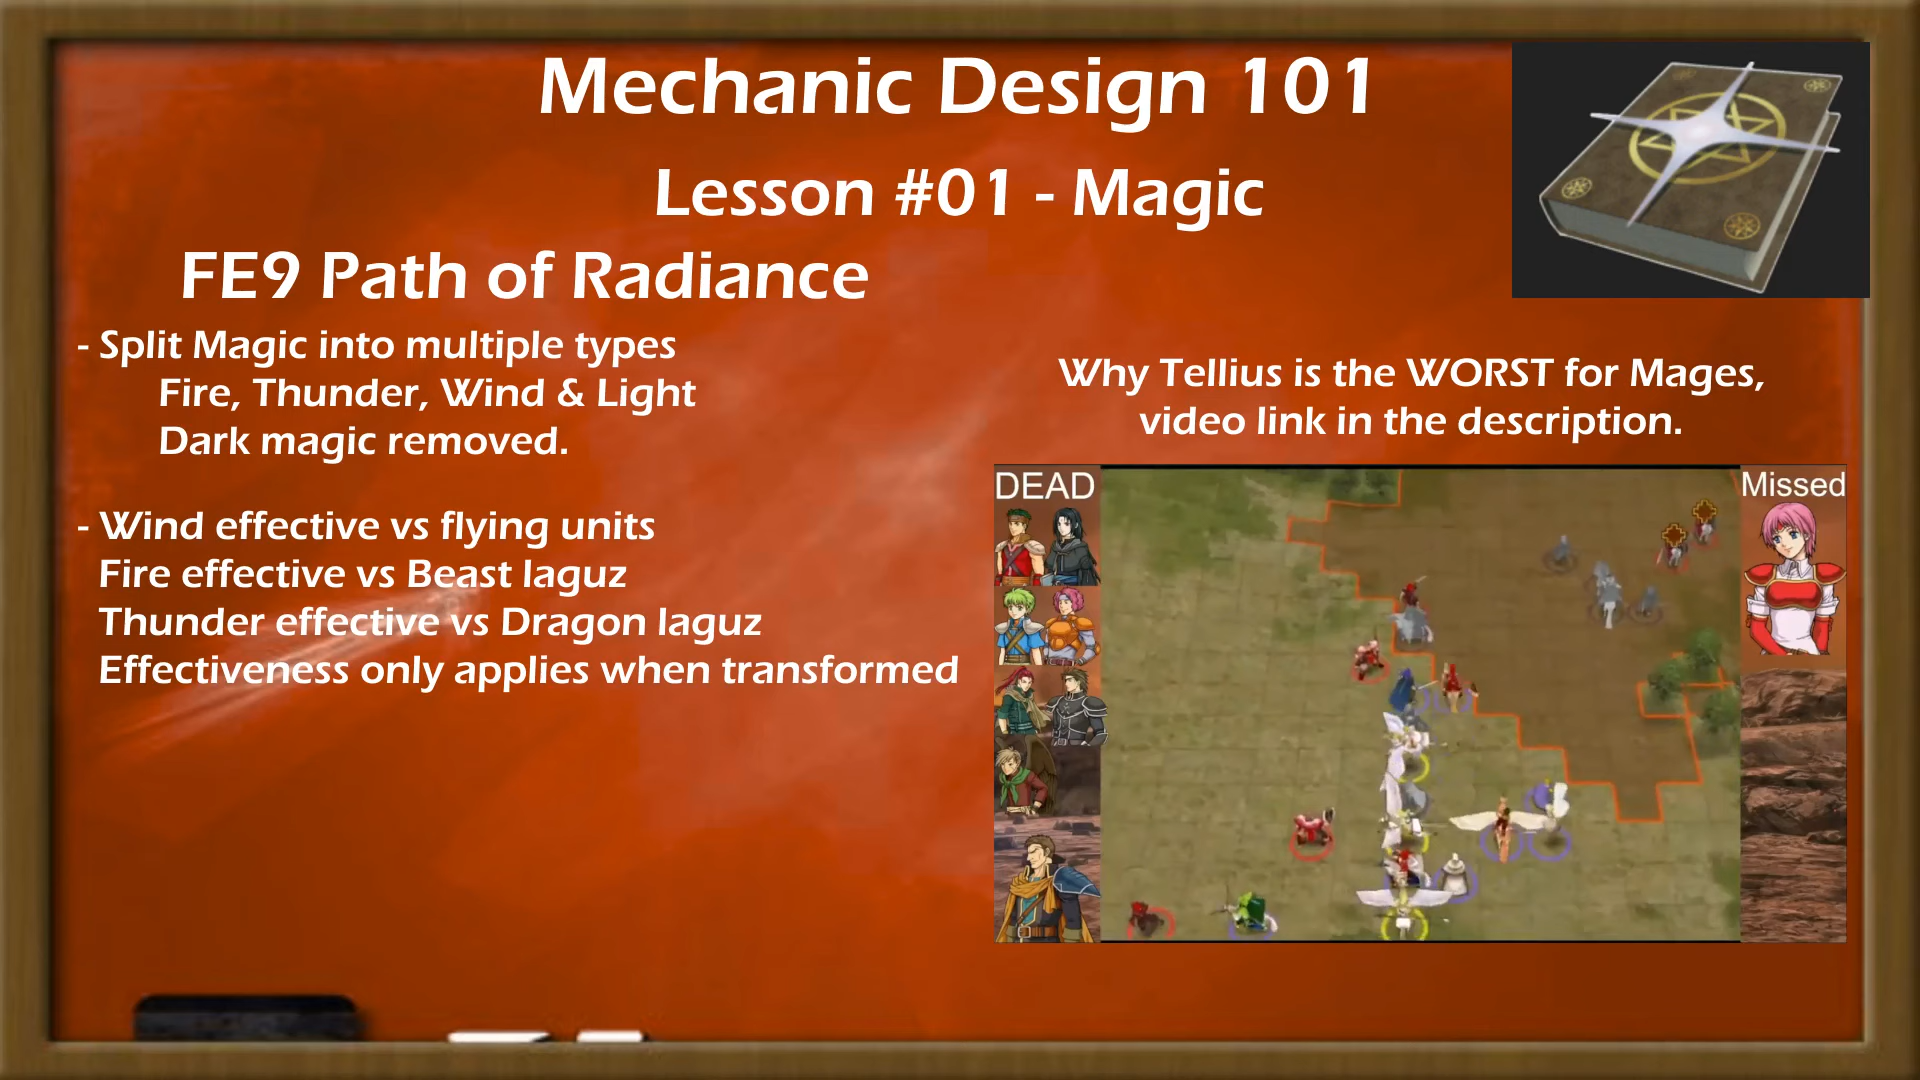 Mechanic Design 101
Lesson #01 - Magic
FE9 Path of Radiance
- Split Magic into multiple types
Fire, Thunder, Wind & Light
Dark magic removed.
- Wind effective vs flying units
Fire effective vs Beast laguz
Thunder effective vs Dragon laguz
Effectiveness only applies when transformed
Why Tellius is the WORST for Mages,
video link in the description.
DEAD
Missed